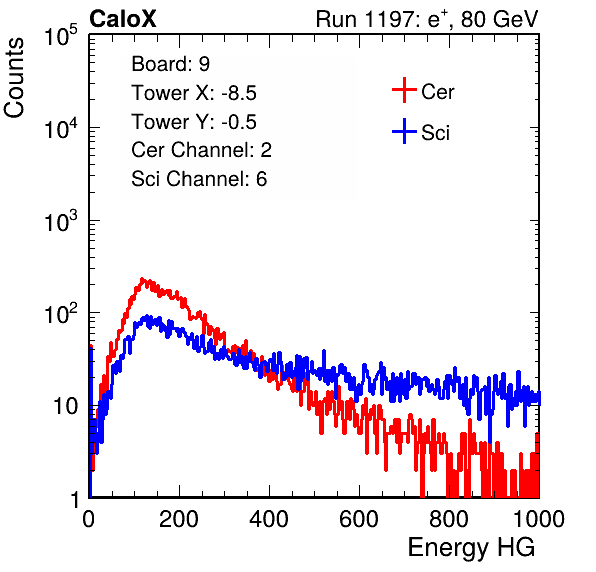 CaloX Run 1197: e⁺, 80 GeV
Counts
10⁵
10⁴
10³
10²
10
1
Board: 9
Tower X: -8.5
Tower Y: -0.5
Cer Channel: 2
Sci Channel: 6
Cer
Sci
0 200 400 600 800 1000
Energy HG